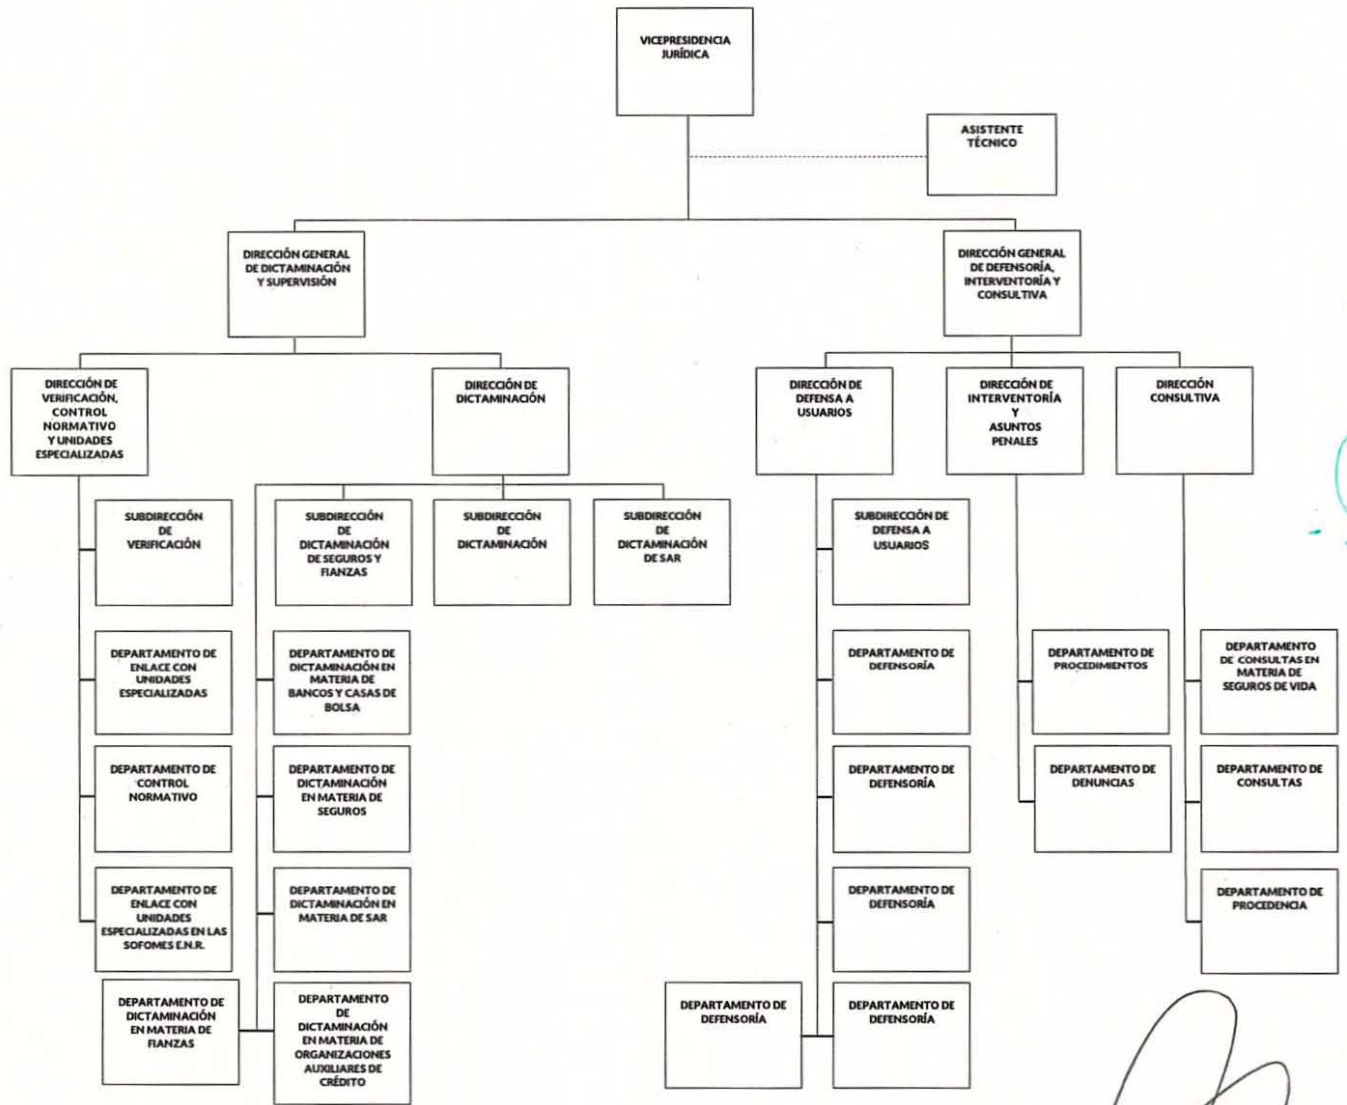 VICEPRESIDENCIA
JURÍDICA
ASISTENTE
TÉCNICO
DIRECCIÓN GENERAL
DE DICTAMINACIÓN
Y SUPERVISIÓN
DIRECCIÓN GENERAL
DE DEFENSORÍA,
INTERVENTORÍA Y
CONSULTIVA
DIRECCIÓN DE
VERIFICACIÓN,
CONTROL
NORMATIVO
Y UNIDADES
ESPECIALIZADAS
DIRECCIÓN DE
DICTAMINACIÓN
DIRECCIÓN DE
DEFENSA A
USUARIOS
DIRECCIÓN DE
INTERVENTORÍA
Y
ASUNTOS
PENALES
DIRECCIÓN
CONSULTIVA
SUBDIRECCIÓN
DE
VERIFICACIÓN
SUBDIRECCIÓN
DE
DICTAMINACIÓN
DE SEGUROS Y
FIANZAS
SUBDIRECCIÓN
DE
DICTAMINACIÓN
SUBDIRECCIÓN
DE
DICTAMINACIÓN
DE SAR
SUBDIRECCIÓN DE
DEFENSA A
USUARIOS
DEPARTAMENTO DE
ENLACE CON
UNIDADES
ESPECIALIZADAS
DEPARTAMENTO DE
DICTAMINACIÓN EN
MATERIA DE
BANCOS Y CASAS DE
BOLSA
DEPARTAMENTO DE
DEFENSORÍA
DEPARTAMENTO DE
PROCEDIMIENTOS
DEPARTAMENTO
DE CONSULTAS EN
MATERIA DE
SEGUROS DE VIDA
DEPARTAMENTO DE
CONTROL
NORMATIVO
DEPARTAMENTO DE
DICTAMINACIÓN
EN MATERIA DE
SEGUROS
DEPARTAMENTO DE
DEFENSORÍA
DEPARTAMENTO DE
DENUNCIAS
DEPARTAMENTO DE
CONSULTAS
DEPARTAMENTO DE
ENLACE CON
UNIDADES
ESPECIALIZADAS EN LAS
SOFOMES E.N.R.
DEPARTAMENTO DE
DICTAMINACIÓN EN
MATERIA DE SAR
DEPARTAMENTO DE
DEFENSORÍA
DEPARTAMENTO DE
PROCEDENCIA
DEPARTAMENTO DE
DICTAMINACIÓN
EN MATERIA DE
FIANZAS
DEPARTAMENTO
DE
DICTAMINACIÓN
EN MATERIA DE
ORGANIZACIONES
AUXILIARES DE
CRÉDITO
DEPARTAMENTO DE
DEFENSORÍA
DEPARTAMENTO DE
DEFENSORÍA